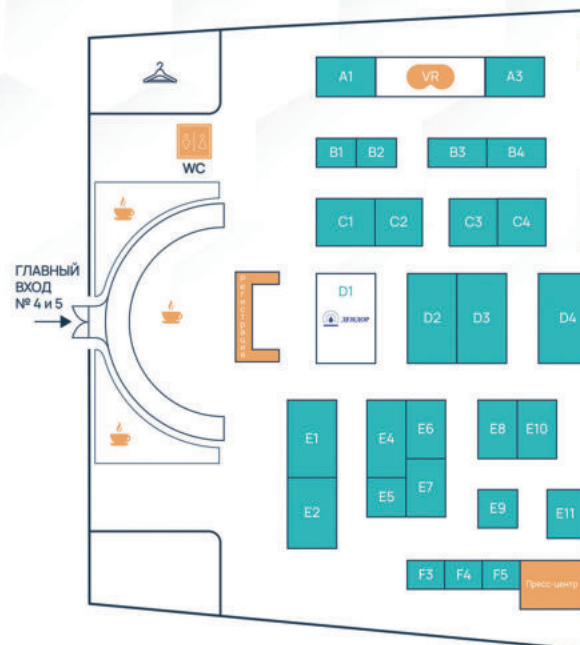 A1
VR
A3
WC
B1
B2
B3
B4
C1
C2
C3
C4
ГЛАВНЫЙ
ВХОД
№ 4 и 5
Регистрация
D1
ЛЕНДОР
D2
D3
D4
E1
E2
E4
E5
E6
E7
E8
E10
E9
E11
F3
F4
F5
Пресс-центр